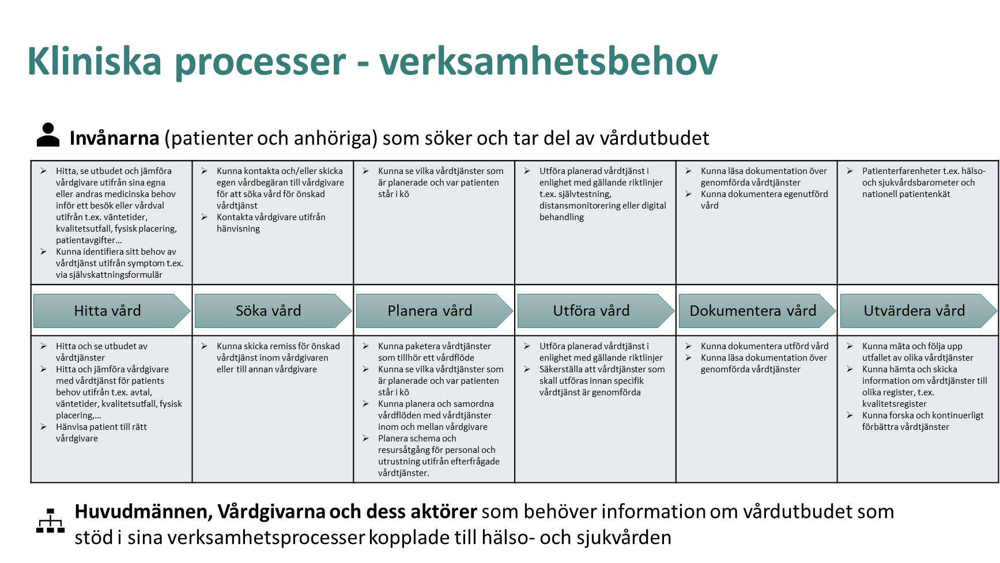 Kliniska processer - verksamhetsbehov
Invånarna (patienter och anhöriga) som söker och tar del av vårdutbudet
Hitta, se utbudet och jämföra
vårdgivare utifrån sina egna
eller andras medicinska behov
inför ett besök eller vårdval
utifrån t.ex. väntetider,
kvalitetsutfall, fysisk placering,
patientavgifter…
Kunna identifiera sitt behov av
vårdtjänst utifrån symptom t.ex.
via självskattningsformulär
Kunna kontakta och/eller skicka
egen vårdbegäran till vårdgivare
för att söka vård för önskad
vårdtjänst
Kontakta vårdgivare utifrån
hänvisning
Kunna se vilka vårdtjänster som
är planerade och var patienten
står i kö
Utföra planerad vårdtjänst i
enlighet med gällande riktlinjer
t.ex. självtestning,
distansmonitorering eller digital
behandling
Kunna läsa dokumentation över
genomförda vårdtjänster
Kunna dokumentera egenutförd
vård
Patienterfarenheter t.ex. hälso-
och sjukvårdsbarometer och
nationell patientenkät
Hitta vård
Söka vård
Planera vård
Utföra vård
Dokumentera vård
Utvärdera vård
Hitta och se utbudet av
vårdtjänster
Hitta och jämföra vårdgivare
med vårdtjänst för patients
behov utifrån t.ex. avtal,
väntetider, kvalitetsutfall, fysisk
placering,…
Hänvisa patient till rätt
vårdgivare
Kunna skicka remiss för önskad
vårdtjänst inom vårdgivaren
eller till annan vårdgivare
Kunna paketera vårdtjänster
som tillhör ett vårdflöde
Kunna se vilka vårdtjänster som
är planerade och var patienten
står i kö
Kunna planera och samordna
vårdflöden med vårdtjänster
inom och mellan vårdgivare
Planera schema och
resursåtgång för personal och
utrustning utifrån efterfrågade
vårdtjänster.
Utföra planerad vårdtjänst i
enlighet med gällande riktlinjer
Säkerställa att vårdtjänster som
skall utföras innan specifik
vårdtjänst är genomförda
Kunna dokumentera utförd vård
Kunna läsa dokumentation över
genomförda vårdtjänster
Kunna mäta och följa upp
utfallet av olika vårdtjänster
Kunna hämta och skicka
information om vårdtjänster till
olika register, t.ex.
kvalitetsregister
Kunna forska och kontinuerligt
förbättra vårdtjänster
Huvudmännen, Vårdgivarna och dess aktörer som behöver information om vårdutbudet som
stöd i sina verksamhetsprocesser kopplade till hälso- och sjukvården